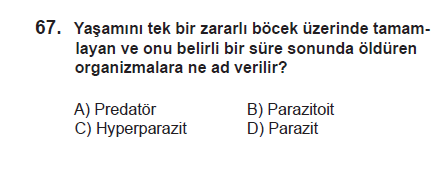 67. Yaşamını tek bir zararlı böcek üzerinde tamam-
layan ve onu belirli bir süre sonunda öldüren
organizmalara ne ad verilir?
A) Predatör B) Parazitoit
C) Hyperparazit D) Parazit